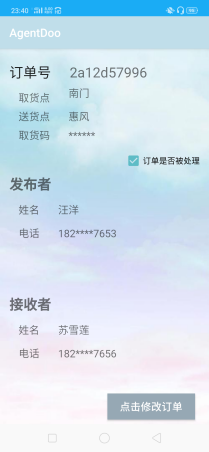 23:40
AgentDoo
订单号 2a12d57996
取货点 南门
送货点 惠风
取货码 ******
订单是否被处理
发布者
姓名 汪洋
电话 182****7653
接收者
姓名 苏雪莲
电话 182****7656
点击修改订单